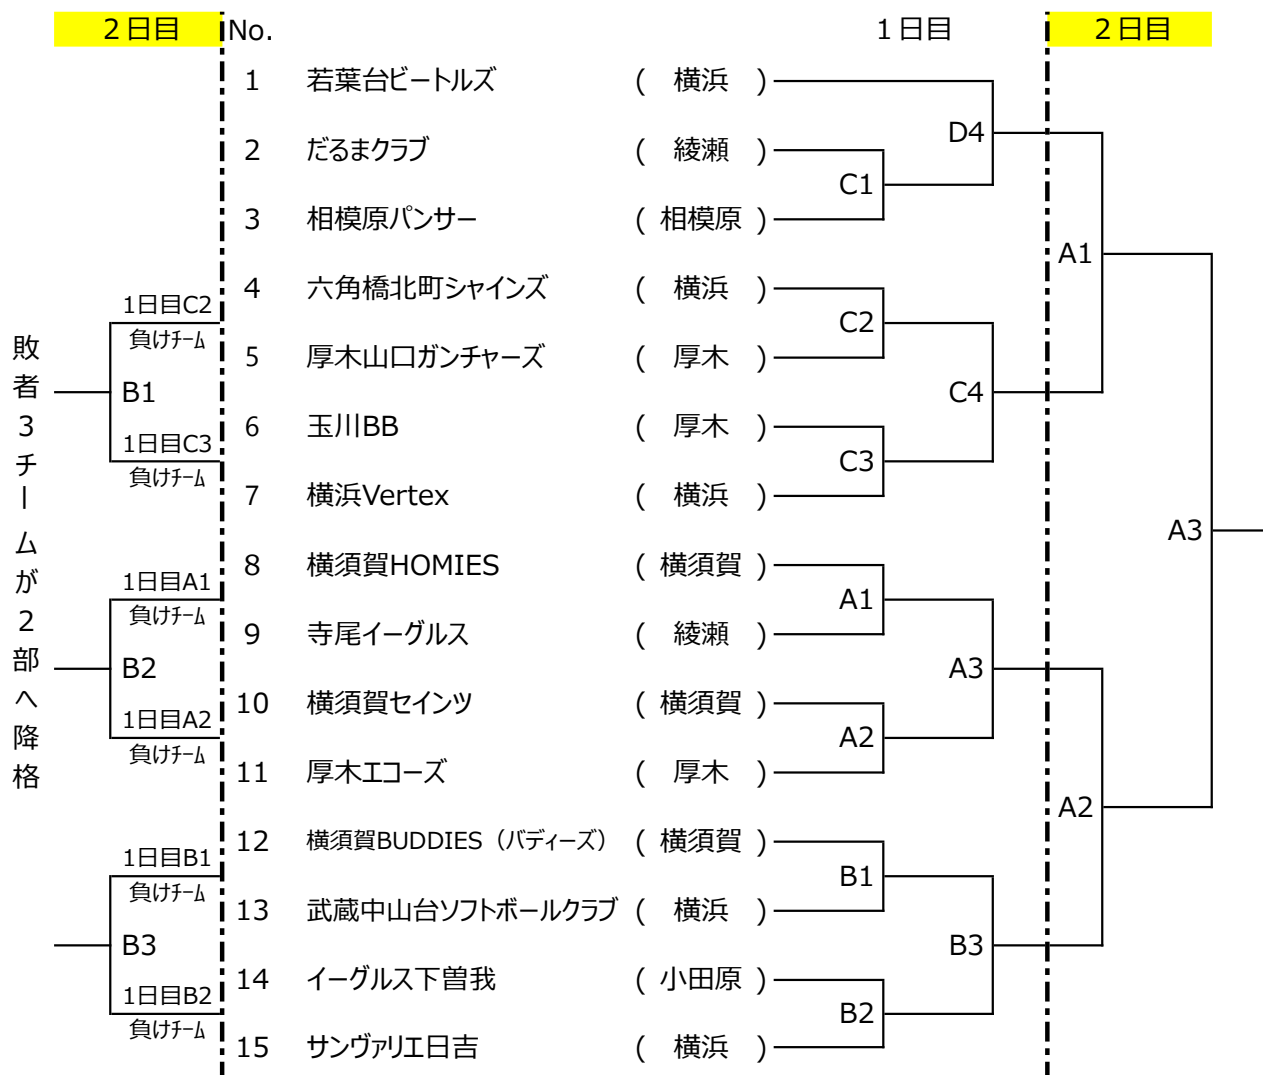 ２日目 No. １日目 ２日目
1 若葉台ビートルズ ( 横浜 )
D4
2 だるまクラブ ( 綾瀬 )
C1
3 相模原パンサー ( 相模原 )
A1
4 六角橋北町シャインズ ( 横浜 )
1日目C2
負けチーム
C2
5 厚木山口ガンチャーズ ( 厚木 )
B1
C4
6 玉川BB ( 厚木 )
1日目C3
負けチーム
C3
7 横浜Vertex ( 横浜 )
A3
8 横須賀HOMIES ( 横須賀 )
1日目A1
負けチーム
A1
9 寺尾イーグルス ( 綾瀬 )
B2
A3
10 横須賀セインツ ( 横須賀 )
1日目A2
負けチーム
A2
11 厚木エコーズ ( 厚木 )
A2
12 横須賀BUDDIES（バディーズ） ( 横須賀 )
1日目B1
負けチーム
B1
13 武蔵中山台ソフトボールクラブ ( 横浜 )
B3
B3
14 イーグルス下曽我 ( 小田原 )
1日目B2
負けチーム
B2
15 サンヴァリエ日吉 ( 横浜 )
敗者３チームが２部へ降格